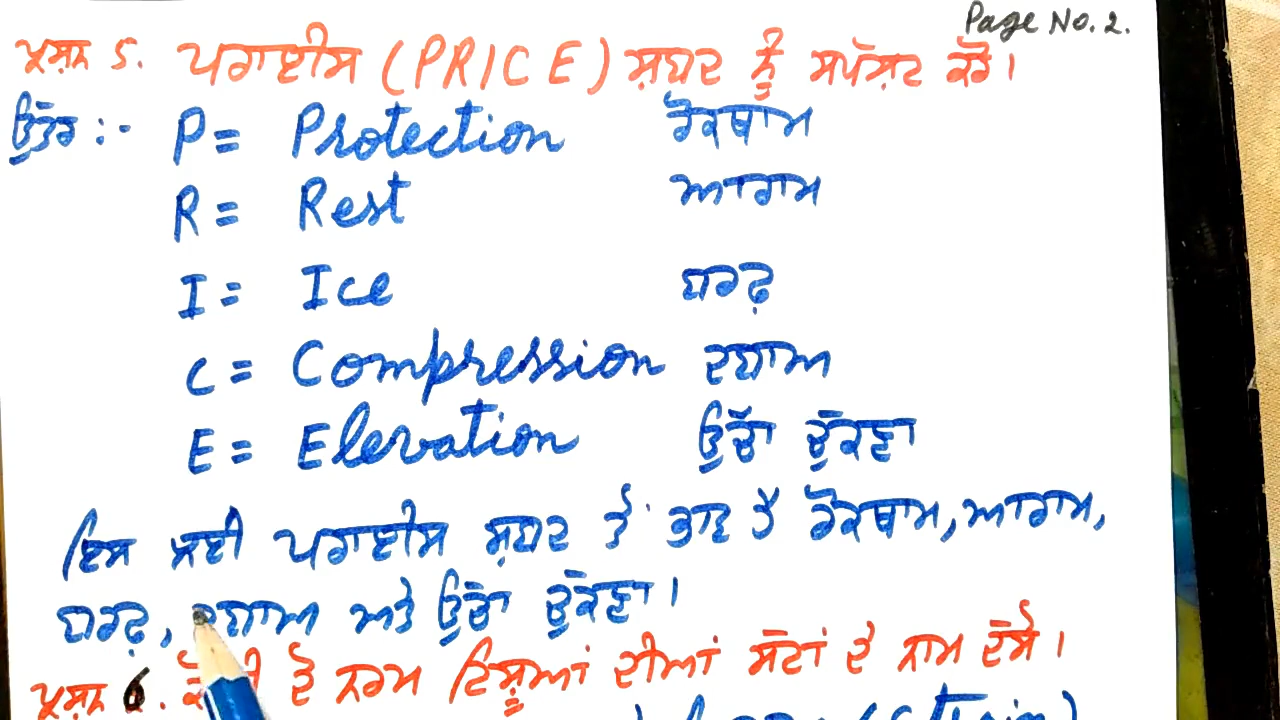 Page No. 2.
ਪ੍ਰਸ਼ਨ 5. ਪਰਾਈਸ (PRICE) ਸ਼ਬਦ ਨੂੰ ਸਪੱਸ਼ਟ ਕਰੋ।
ਉੱਤਰ :- P = Protection ਰੋਕਥਾਮ
R = Rest ਆਰਾਮ
I = Ice ਬਰਫ਼
C = Compression ਦਬਾਅ
E = Elevation ਉੱਚਾ ਚੁੱਕਣਾ
ਇਸ ਲਈ ਪਰਾਈਸ ਸ਼ਬਦ ਤੋਂ ਭਾਵ ਹੈ ਰੋਕਥਾਮ, ਆਰਾਮ,
ਬਰਫ਼, ਦਬਾਅ ਅਤੇ ਉੱਚਾ ਚੁੱਕਣਾ।
ਪ੍ਰਸ਼ਨ 6. ਦੋ ਨਰਮ ਟਿਸ਼ੂਆਂ ਦੀਆਂ ਸੱਟਾਂ ਦੇ ਨਾਮ ਦੱਸੋ।
(Strain)